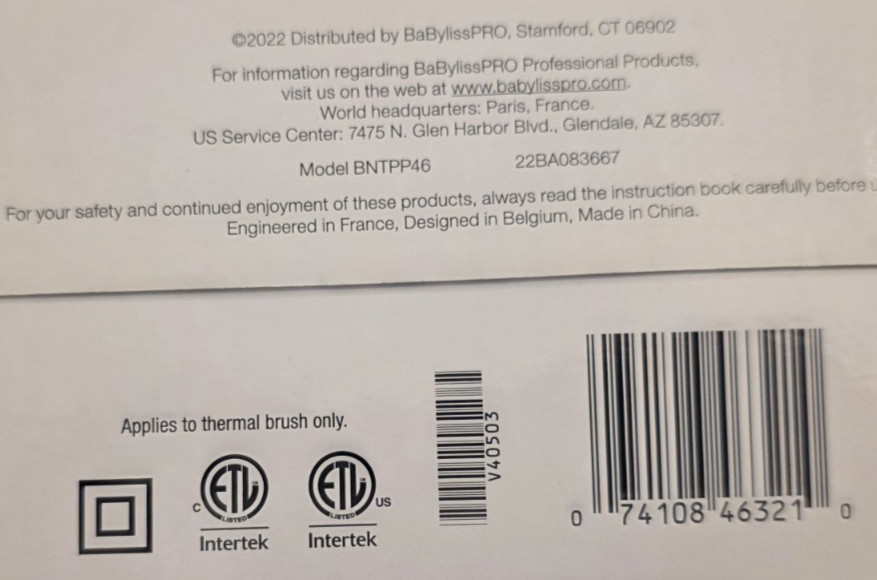 ©2022 Distributed by BaBylissPRO, Stamford, CT 06902
For information regarding BaBylissPRO Professional Products,
visit us on the web at www.babylisspro.com.
World headquarters: Paris, France.
US Service Center: 7475 N. Glen Harbor Blvd., Glendale, AZ 85307.
Model BNTPP46 22BA083667
For your safety and continued enjoyment of these products, always read the instruction book carefully before
Engineered in France, Designed in Belgium, Made in China.
Applies to thermal brush only.
C ETL LISTED Intertek
ETL LISTED US Intertek
V40503
0 74108 46321 0